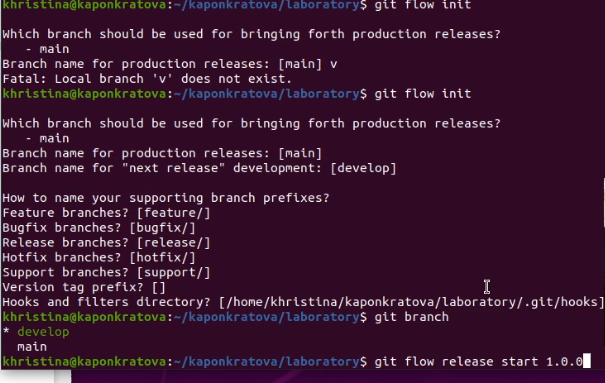 khristina@kaponkratova:~/kaponkratova/laboratory$ git flow init
Which branch should be used for bringing forth production releases?
   - main
Branch name for production releases: [main] v
Fatal: Local branch 'v' does not exist.
khristina@kaponkratova:~/kaponkratova/laboratory$ git flow init
Which branch should be used for bringing forth production releases?
   - main
Branch name for production releases: [main]
Branch name for "next release" development: [develop]
How to name your supporting branch prefixes?
Feature branches? [feature/]
Bugfix branches? [bugfix/]
Release branches? [release/]
Hotfix branches? [hotfix/]
Support branches? [support/]
Version tag prefix? []
Hooks and filters directory? [/home/khristina/kaponkratova/laboratory/.git/hooks]
khristina@kaponkratova:~/kaponkratova/laboratory$ git branch
* develop
  main
khristina@kaponkratova:~/kaponkratova/laboratory$ git flow release start 1.0.0